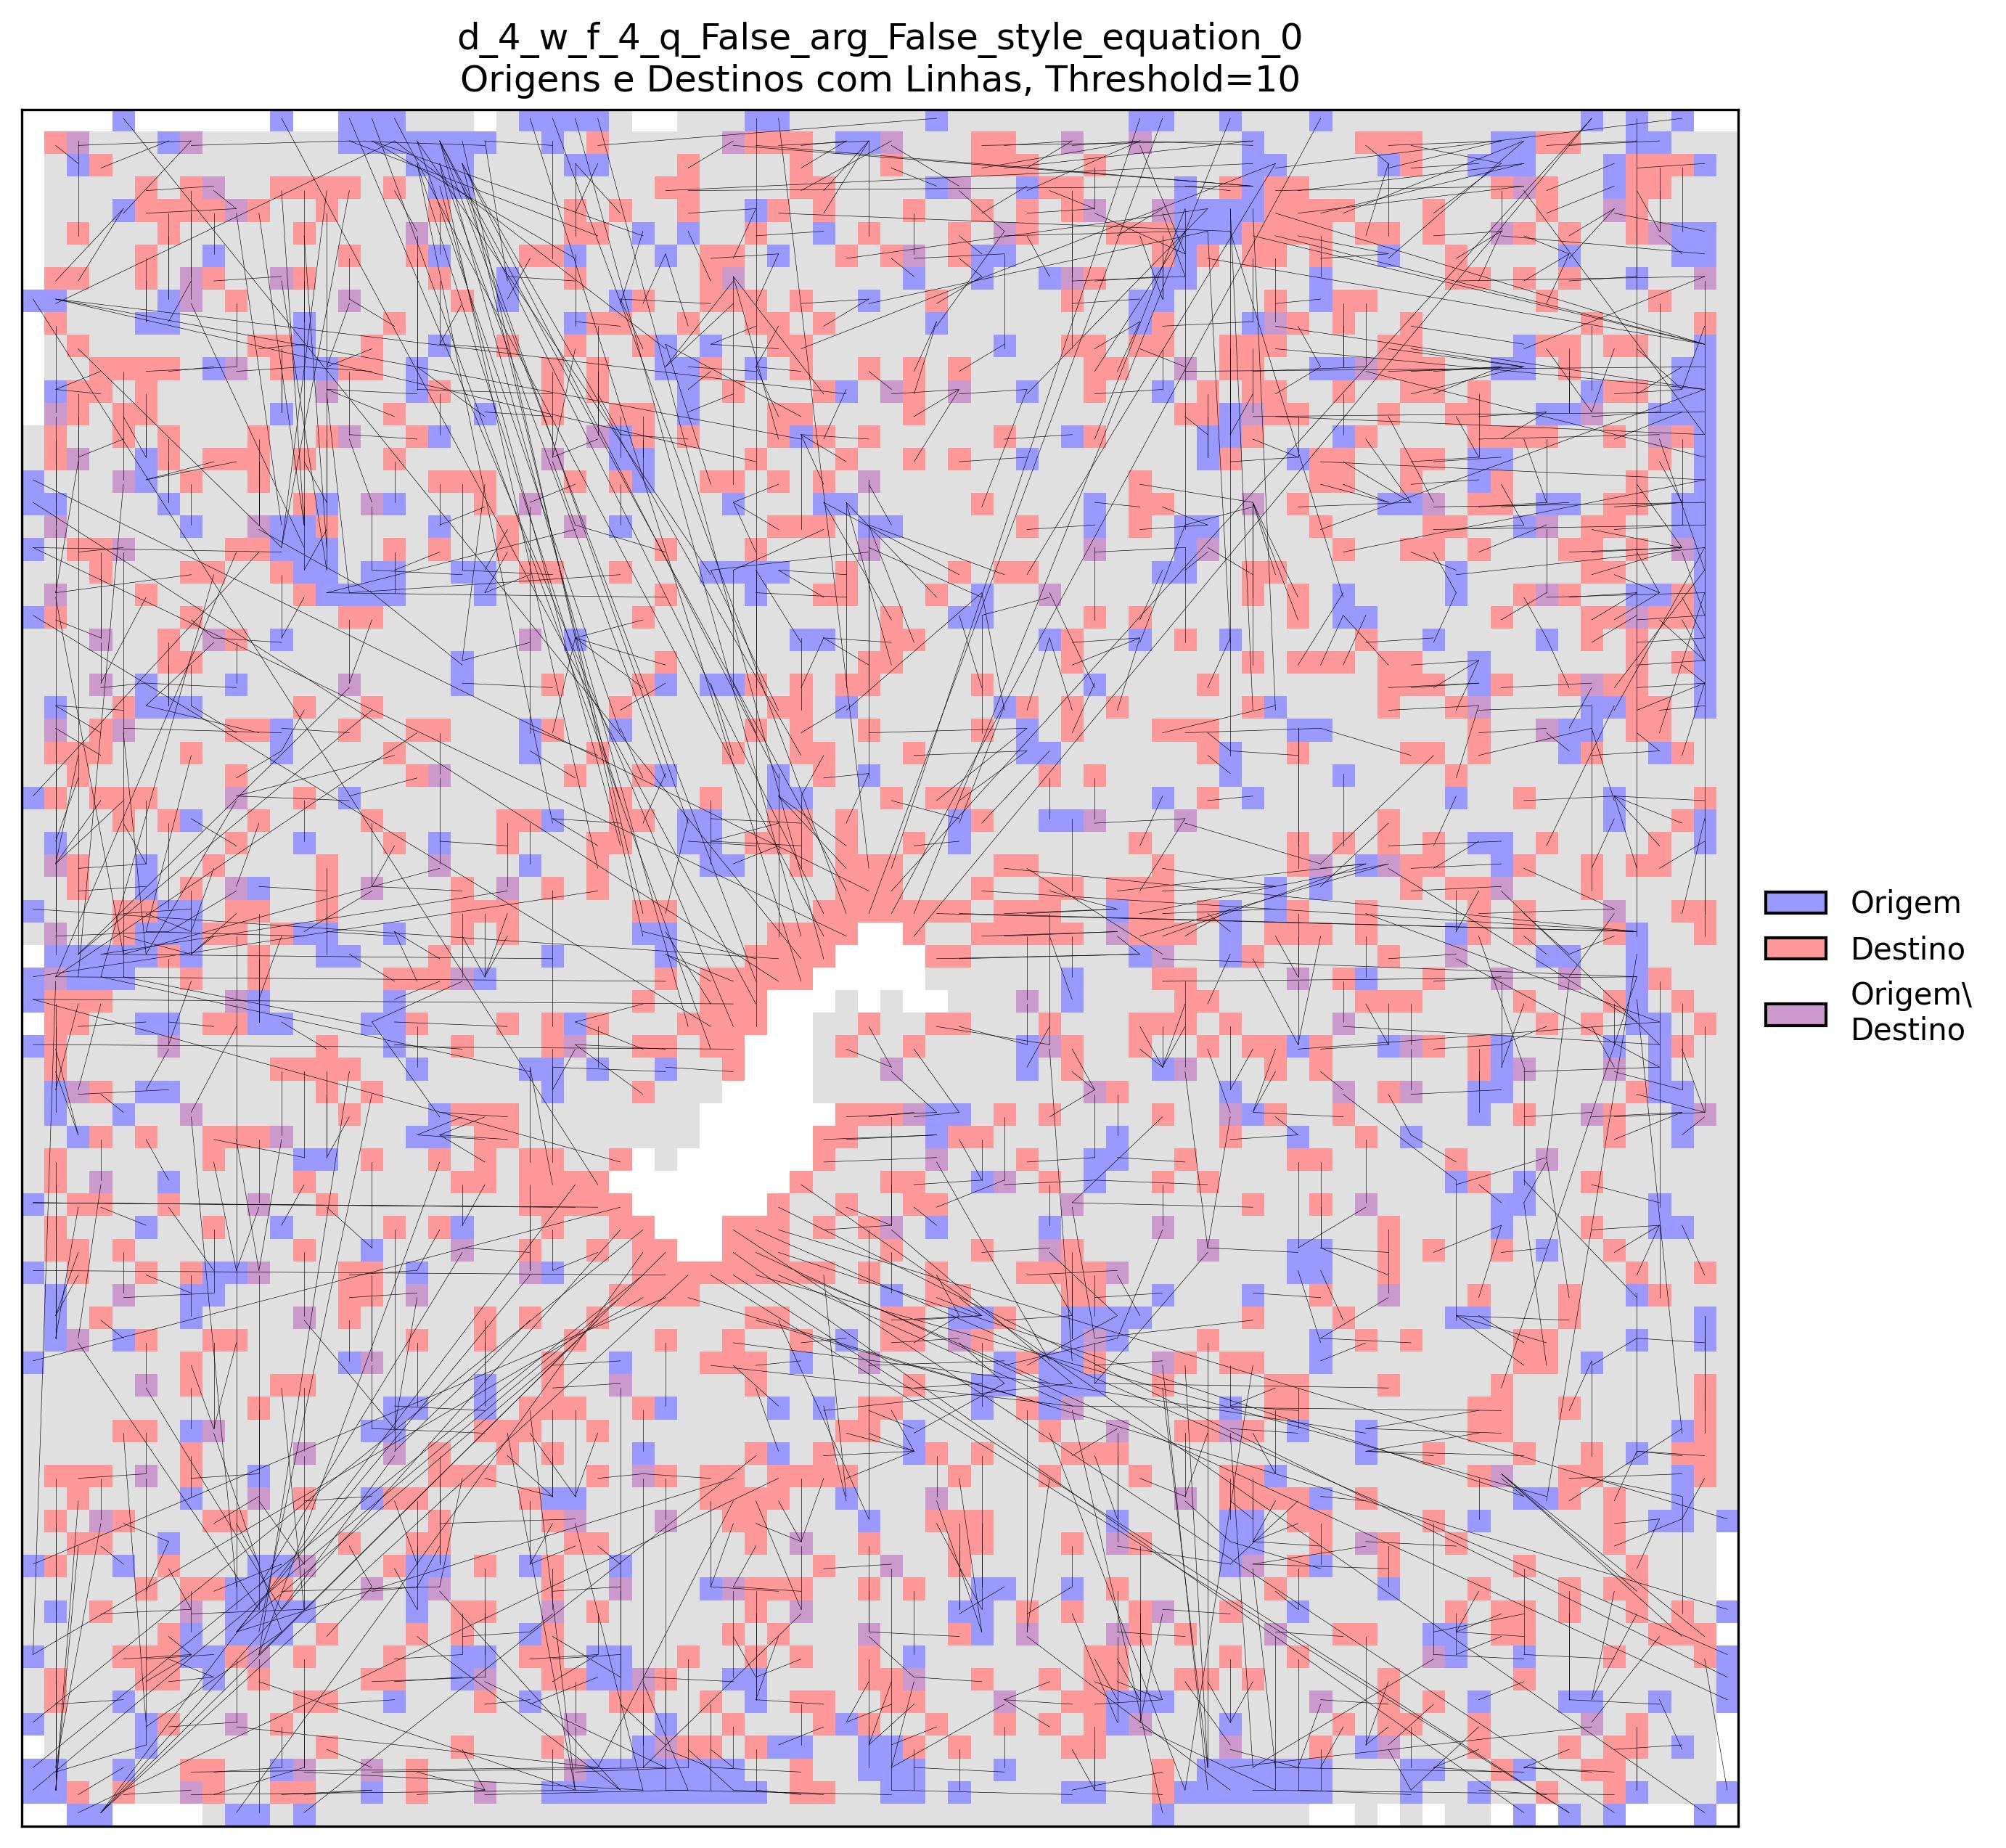 d_4_w_f_4_q_False_arg_False_style_equation_0
Origens e Destinos com Linhas, Threshold=10
Origem
Destino
Origem\
Destino